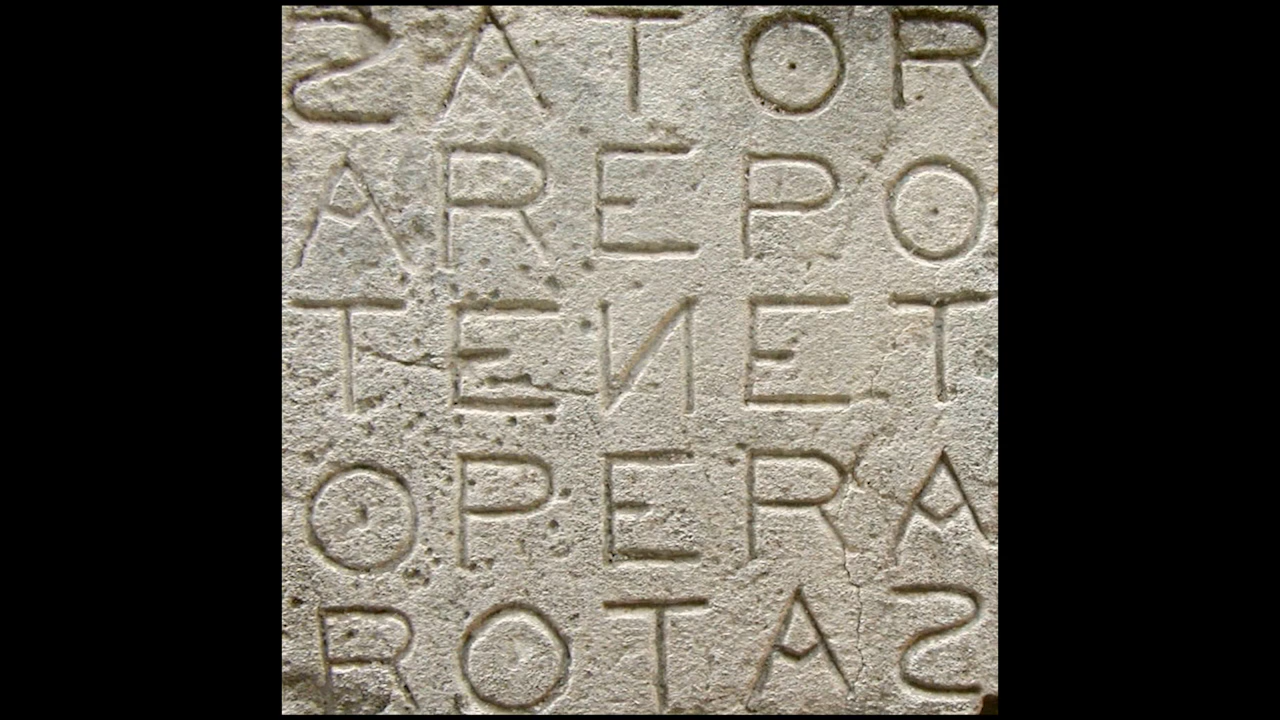 SATOR
AREPO
TENET
OPERA
ROTAS